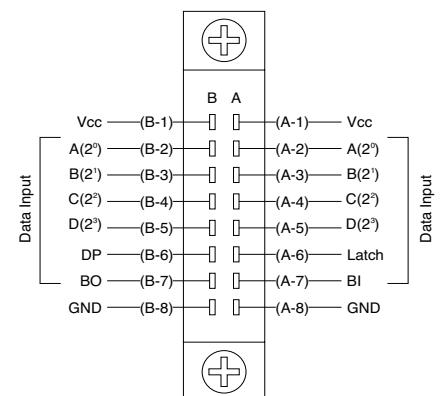 B A
Vcc (B-1) (A-1) Vcc
A(2⁰) (B-2) (A-2) A(2⁰)
B(2¹) (B-3) (A-3) B(2¹)
C(2²) (B-4) (A-4) C(2²)
D(2³) (B-5) (A-5) D(2³)
DP (B-6) (A-6) Latch
BO (B-7) (A-7) BI
GND (B-8) (A-8) GND
Data Input
Data Input